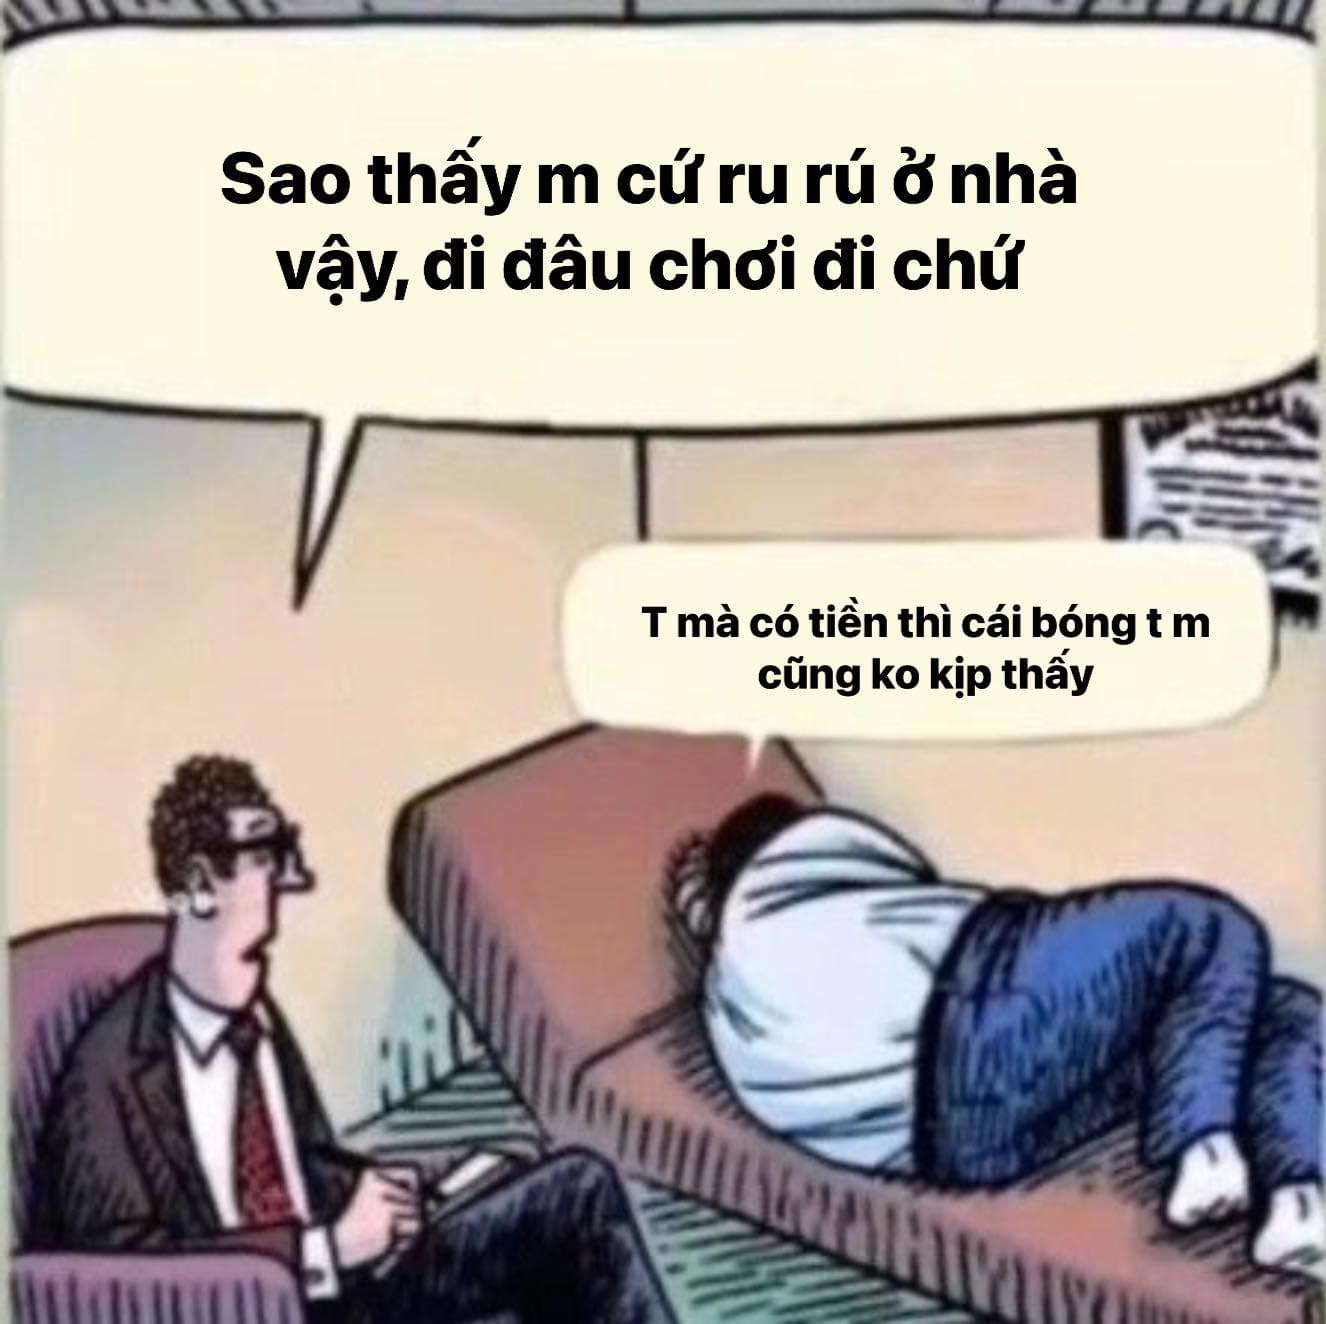 Sao thấy m cứ ru rú ở nhà
vậy, đi đâu chơi đi chứ
T mà có tiền thì cái bóng t m
cũng ko kịp thấy